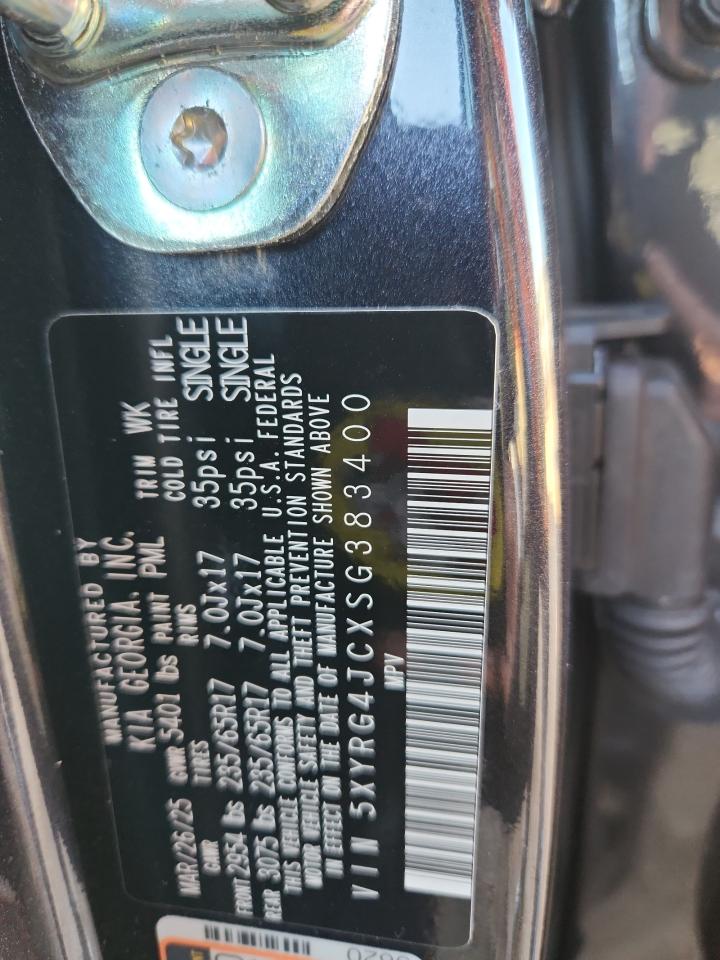 MANUFACTURED BY
KIA GEORGIA, INC.
MAR/26/25 GVWR 5401 lbs PAINT PML TRIM WK
GAWR TIRES RIMS COLD TIRE INFL
FRONT 2954 lbs 235/65R17 7.0Jx17 35psi SINGLE
REAR 3075 lbs 235/65R17 7.0Jx17 35psi SINGLE
THIS VEHICLE CONFORMS TO ALL APPLICABLE U.S.A. FEDERAL
MOTOR VEHICLE SAFETY AND THEFT PREVENTION STANDARDS
IN EFFECT ON THE DATE OF MANUFACTURE SHOWN ABOVE
VIN 5XYRG4JCXSG383400
MPV